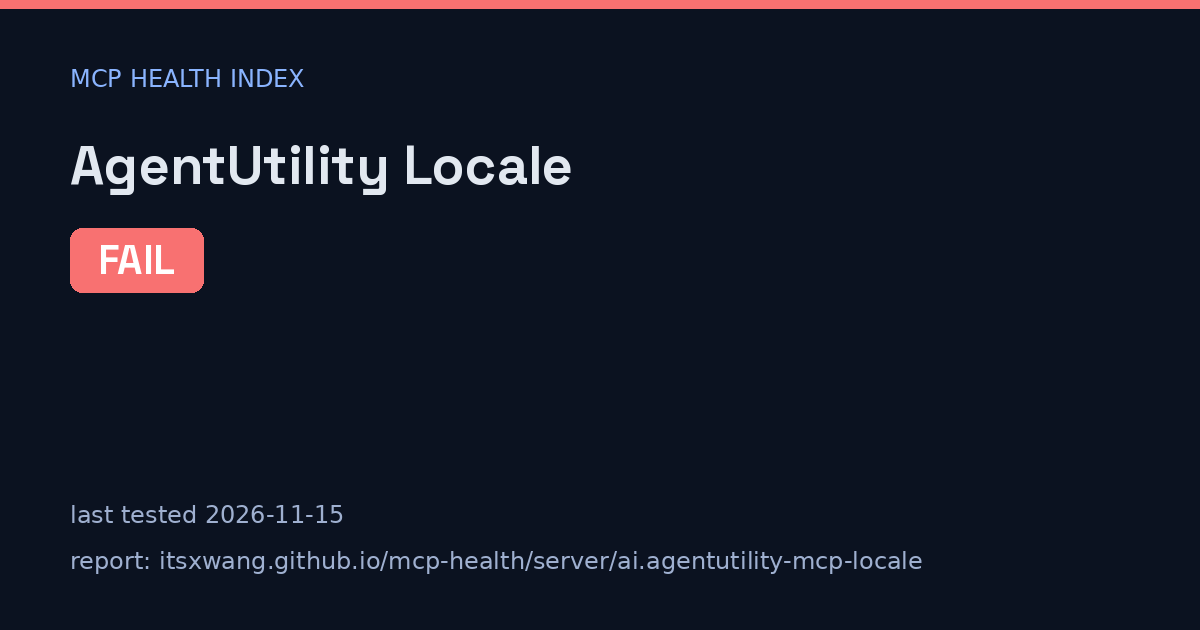 MCP HEALTH INDEX
AgentUtility Locale
FAIL
last tested 2026-11-15
report: itsxwang.github.io/mcp-health/server/ai.agentutility-mcp-locale